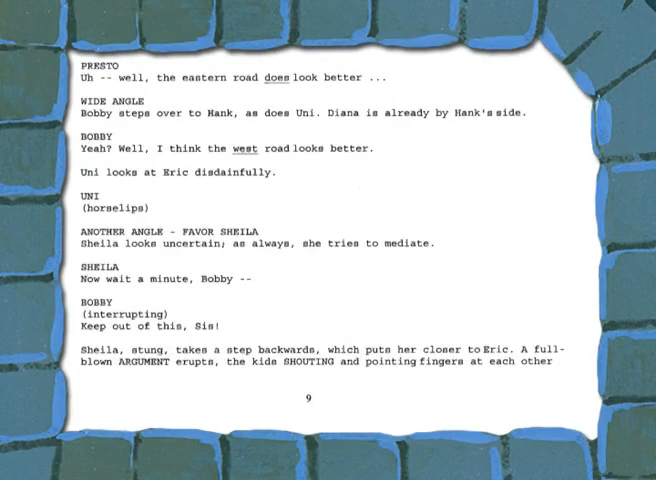 PRESTO
Uh -- well, the eastern road does look better ...
WIDE ANGLE
Bobby steps over to Hank, as does Uni. Diana is already by Hank's side.
BOBBY
Yeah? Well, I think the west road looks better.
Uni looks at Eric disdainfully.
UNI
(horselips)
ANOTHER ANGLE - FAVOR SHEILA
Sheila looks uncertain; as always, she tries to mediate.
SHEILA
Now wait a minute, Bobby --
BOBBY
(interrupting)
Keep out of this, Sis!
Sheila, stung, takes a step backwards, which puts her closer to Eric. A full-
blown ARGUMENT erupts, the kids SHOUTING and pointing fingers at each other
9